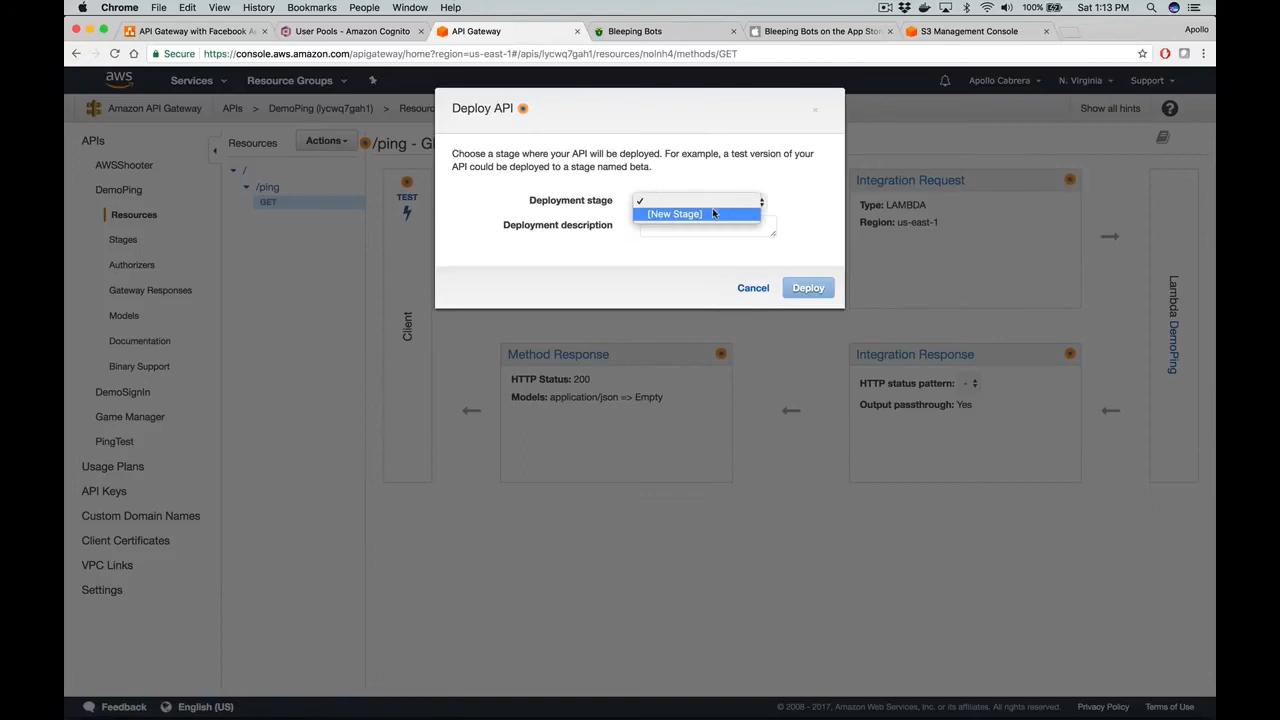 Chrome File Edit View History Bookmarks People Window Help 100% Sat 1:13 PM
API Gateway with Facebook A
User Pools - Amazon Cognito
API Gateway
Bleeping Bots
Bleeping Bots on the App Stor
S3 Management Console
Apollo
Secure https://console.aws.amazon.com/apigateway/home?region=us-east-1#/apis/lycwq7gah1/resources/nolnh4/methods/GET
aws Services Resource Groups Apollo Cabrera N. Virginia Support
Amazon API Gateway APIs > DemoPing (lycwq7gah1) > Resourc
Show all hints ?
APIs
AWSShooter
DemoPing
Resources
Stages
Authorizers
Gateway Responses
Models
Documentation
Binary Support
DemoSignIn
Game Manager
PingTest
Usage Plans
API Keys
Custom Domain Names
Client Certificates
VPC Links
Settings
Resources Actions
/
/ping
GET
/ping - G
TEST
Client
Deploy API
Choose a stage where your API will be deployed. For example, a test version of your
API could be deployed to a stage named beta.
Deployment stage
[New Stage]
Deployment description
Cancel Deploy
Integration Request
Type: LAMBDA
Region: us-east-1
Method Response
HTTP Status: 200
Models: application/json => Empty
Integration Response
HTTP status pattern: -
Output passthrough: Yes
Lambda DemoPing
Feedback English (US)
© 2008 - 2017, Amazon Web Services, Inc. or its affiliates. All rights reserved. Privacy Policy Terms of Use